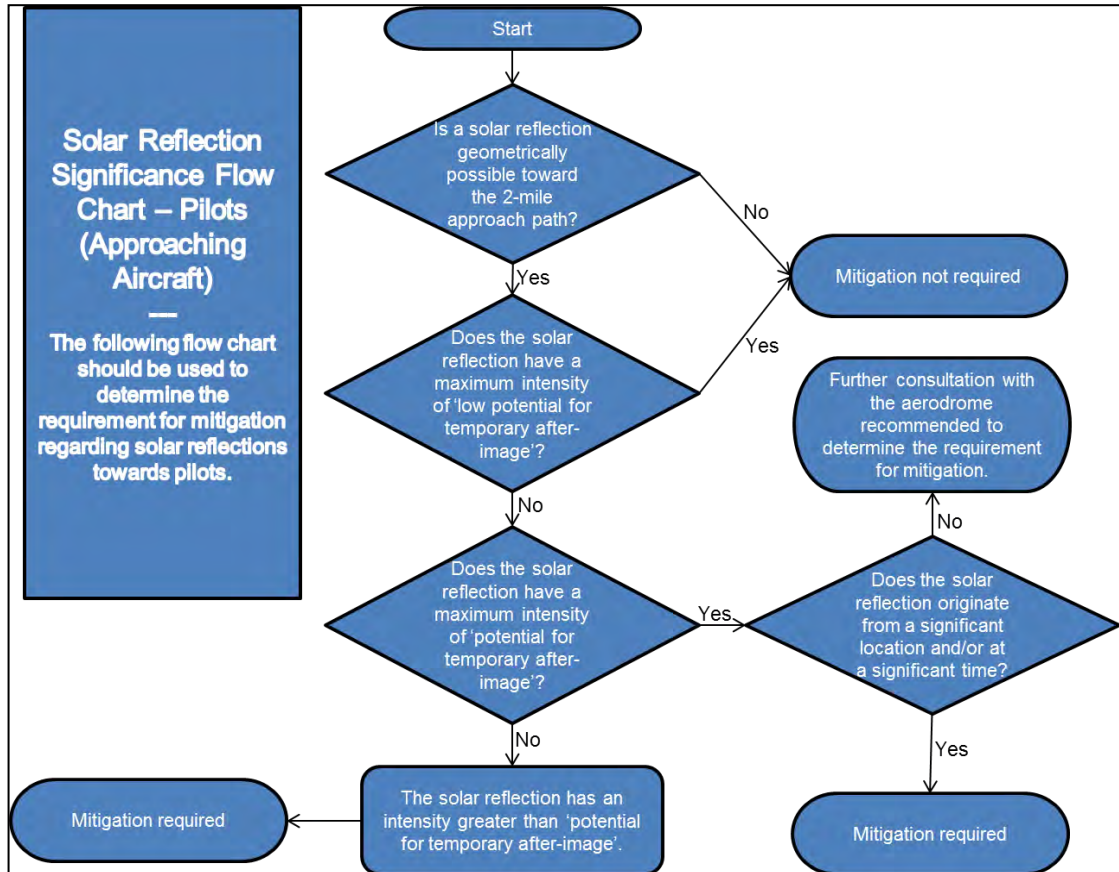 Solar Reflection
Significance Flow
Chart – Pilots
(Approaching
Aircraft)
—
The following flow chart
should be used to
determine the
requirement for mitigation
regarding solar reflections
towards pilots.
Start
Is a solar reflection
geometrically
possible toward
the 2-mile
approach path?
No
Yes
Mitigation not required
Does the solar
reflection have a
maximum intensity
of ‘low potential for
temporary after-
image’?
Yes
No
Further consultation with
the aerodrome
recommended to
determine the requirement
for mitigation.
Does the solar
reflection have a
maximum intensity
of ‘potential for
temporary after-
image’?
Yes
No
Does the solar
reflection originate
from a significant
location and/or at
a significant time?
No
Yes
The solar reflection has an
intensity greater than ‘potential
for temporary after-image’.
Mitigation required
Mitigation required